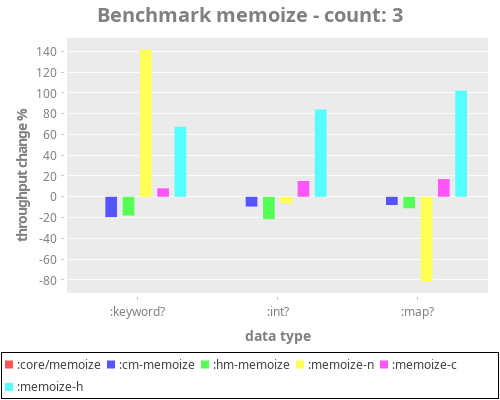 Benchmark memoize - count: 3
throughput change %
140
120
100
80
60
40
20
0
-20
-40
-60
-80
:keyword? :int? :map?
data type
:core/memoize :cm-memoize :hm-memoize :memoize-n :memoize-c
:memoize-h